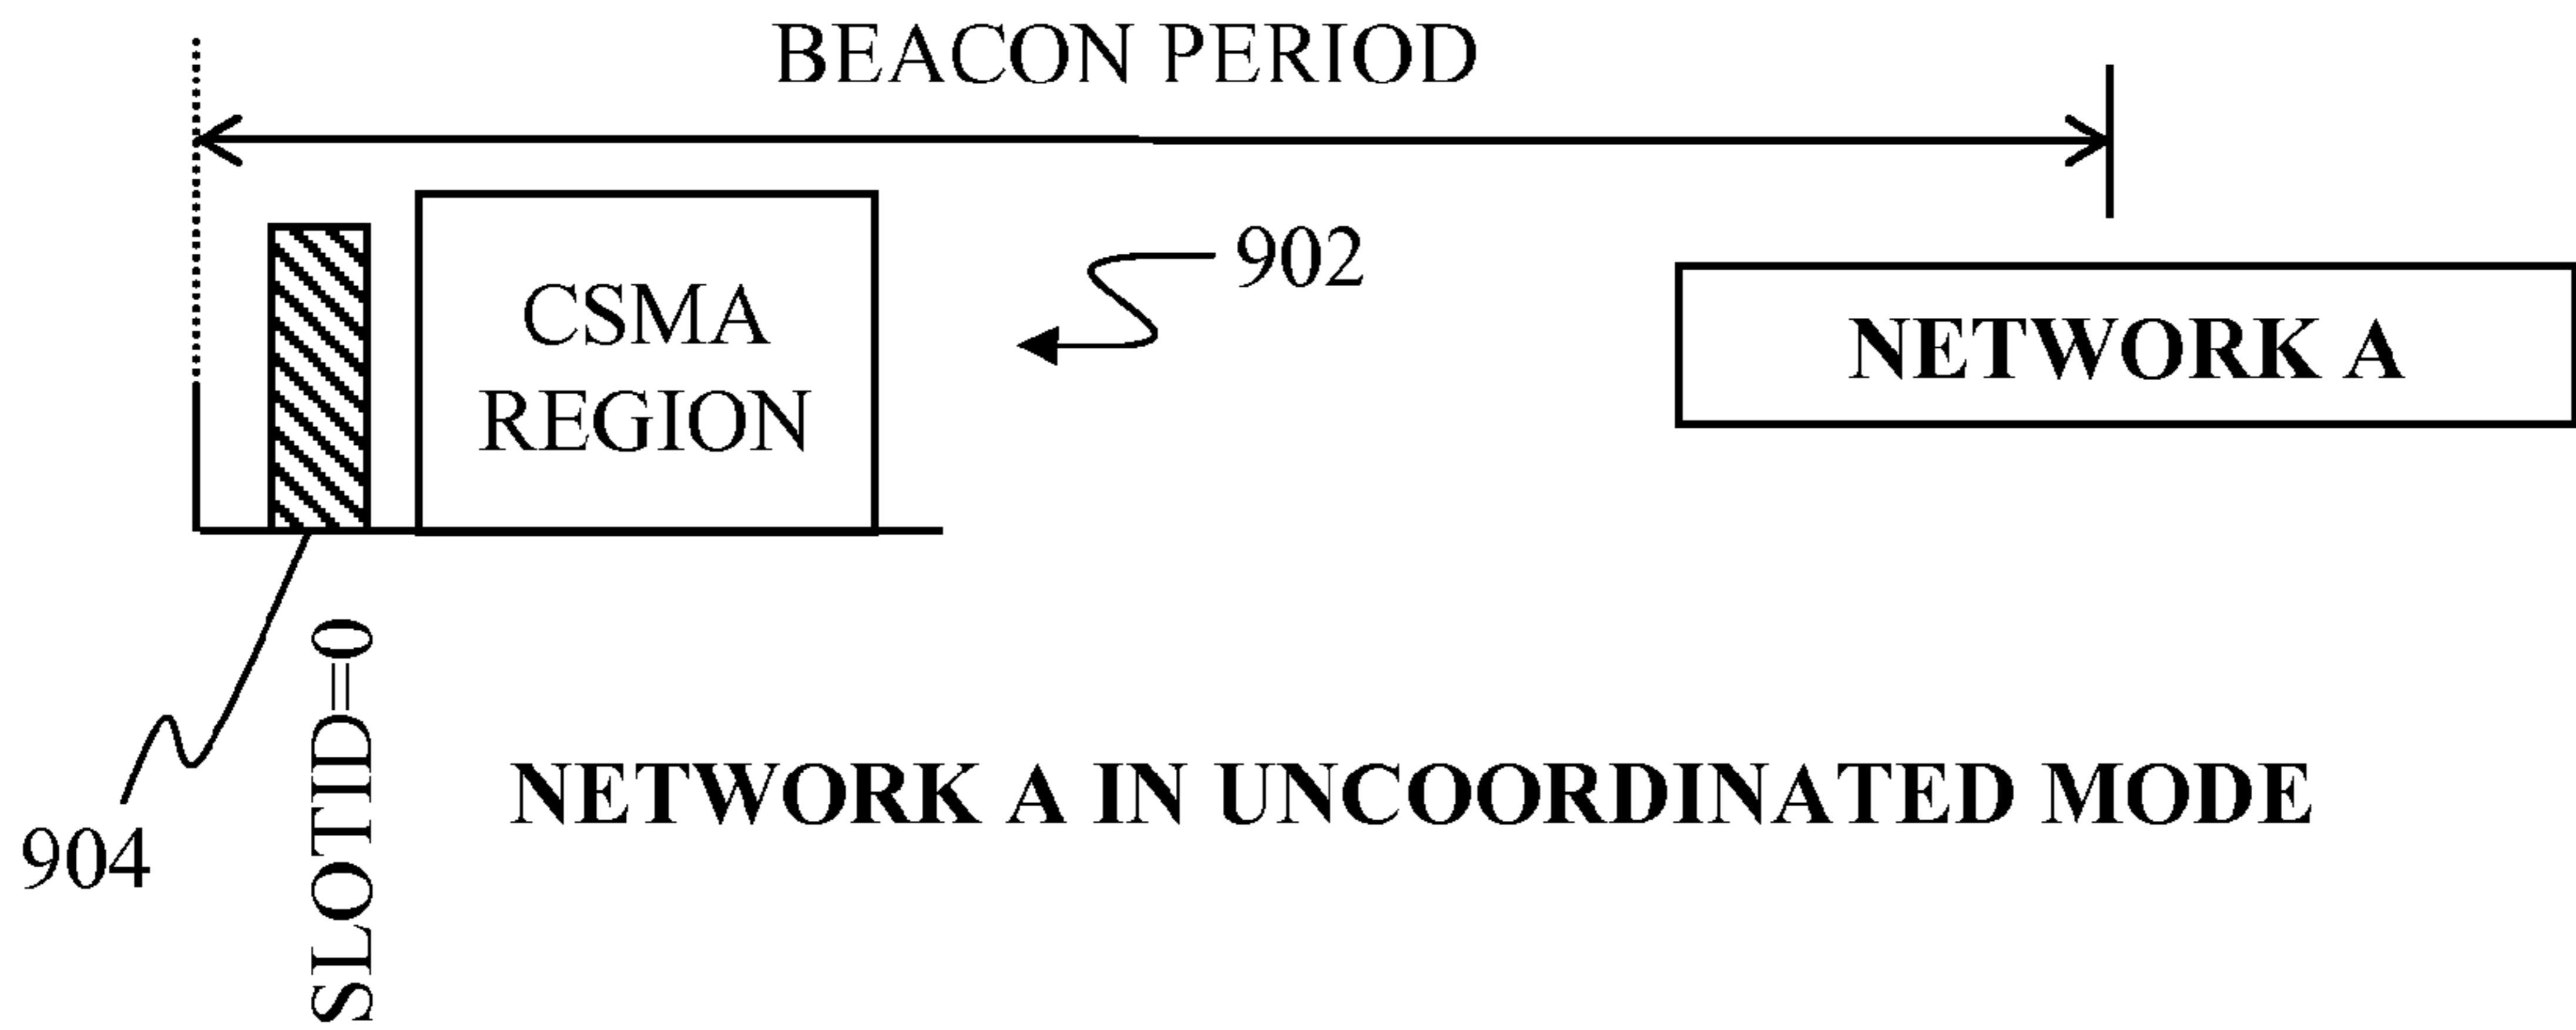 BEACON PERIOD
902
CSMA
REGION
NETWORK A
SLOTID=0
NETWORK A IN UNCOORDINATED MODE
904